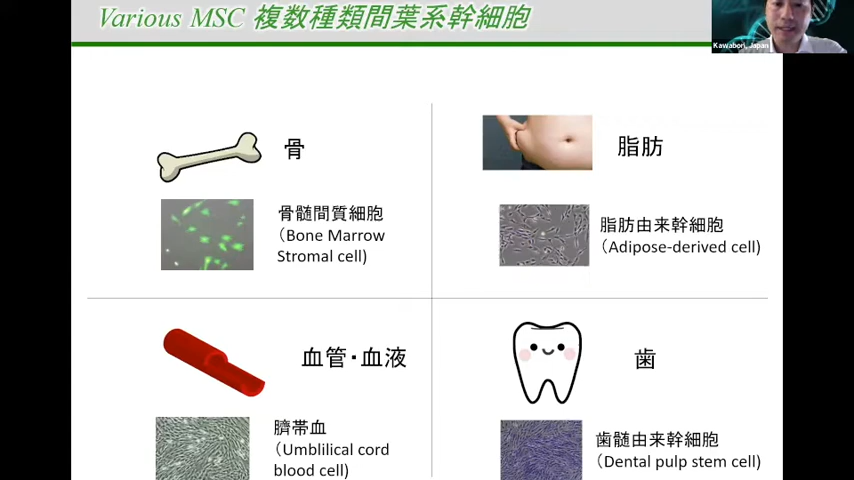 Various MSC 複数種類間葉系幹細胞
Kawabori, Japan
骨
骨髄間質細胞
（Bone Marrow
Stromal cell)
脂肪
脂肪由来幹細胞
（Adipose-derived cell)
血管・血液
臍帯血
（Umblilical cord
blood cell)
歯
歯髄由来幹細胞
（Dental pulp stem cell)